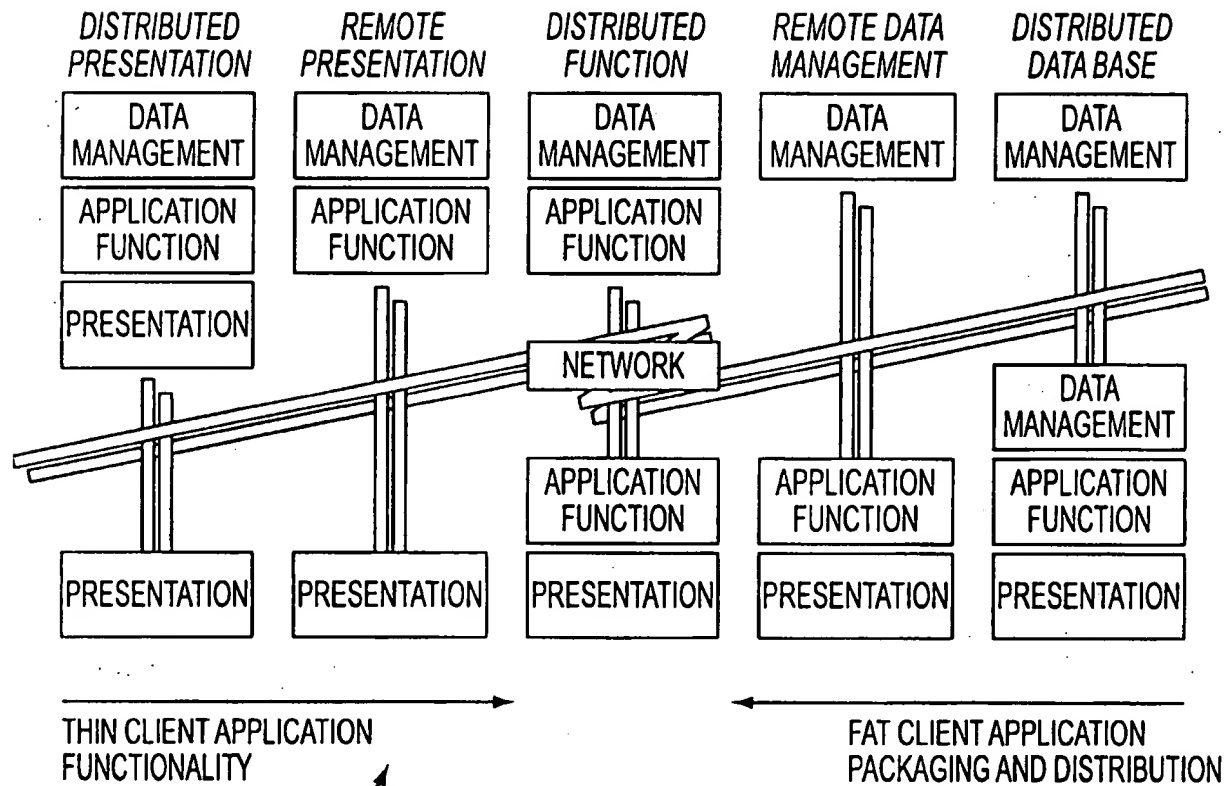 DISTRIBUTED
PRESENTATION
REMOTE
PRESENTATION
DISTRIBUTED
FUNCTION
REMOTE DATA
MANAGEMENT
DISTRIBUTED
DATA BASE
DATA
MANAGEMENT
DATA
MANAGEMENT
DATA
MANAGEMENT
DATA
MANAGEMENT
DATA
MANAGEMENT
APPLICATION
FUNCTION
APPLICATION
FUNCTION
APPLICATION
FUNCTION
PRESENTATION
NETWORK
DATA
MANAGEMENT
APPLICATION
FUNCTION
APPLICATION
FUNCTION
APPLICATION
FUNCTION
PRESENTATION
PRESENTATION
PRESENTATION
PRESENTATION
PRESENTATION
THIN CLIENT APPLICATION
FUNCTIONALITY
FAT CLIENT APPLICATION
PACKAGING AND DISTRIBUTION